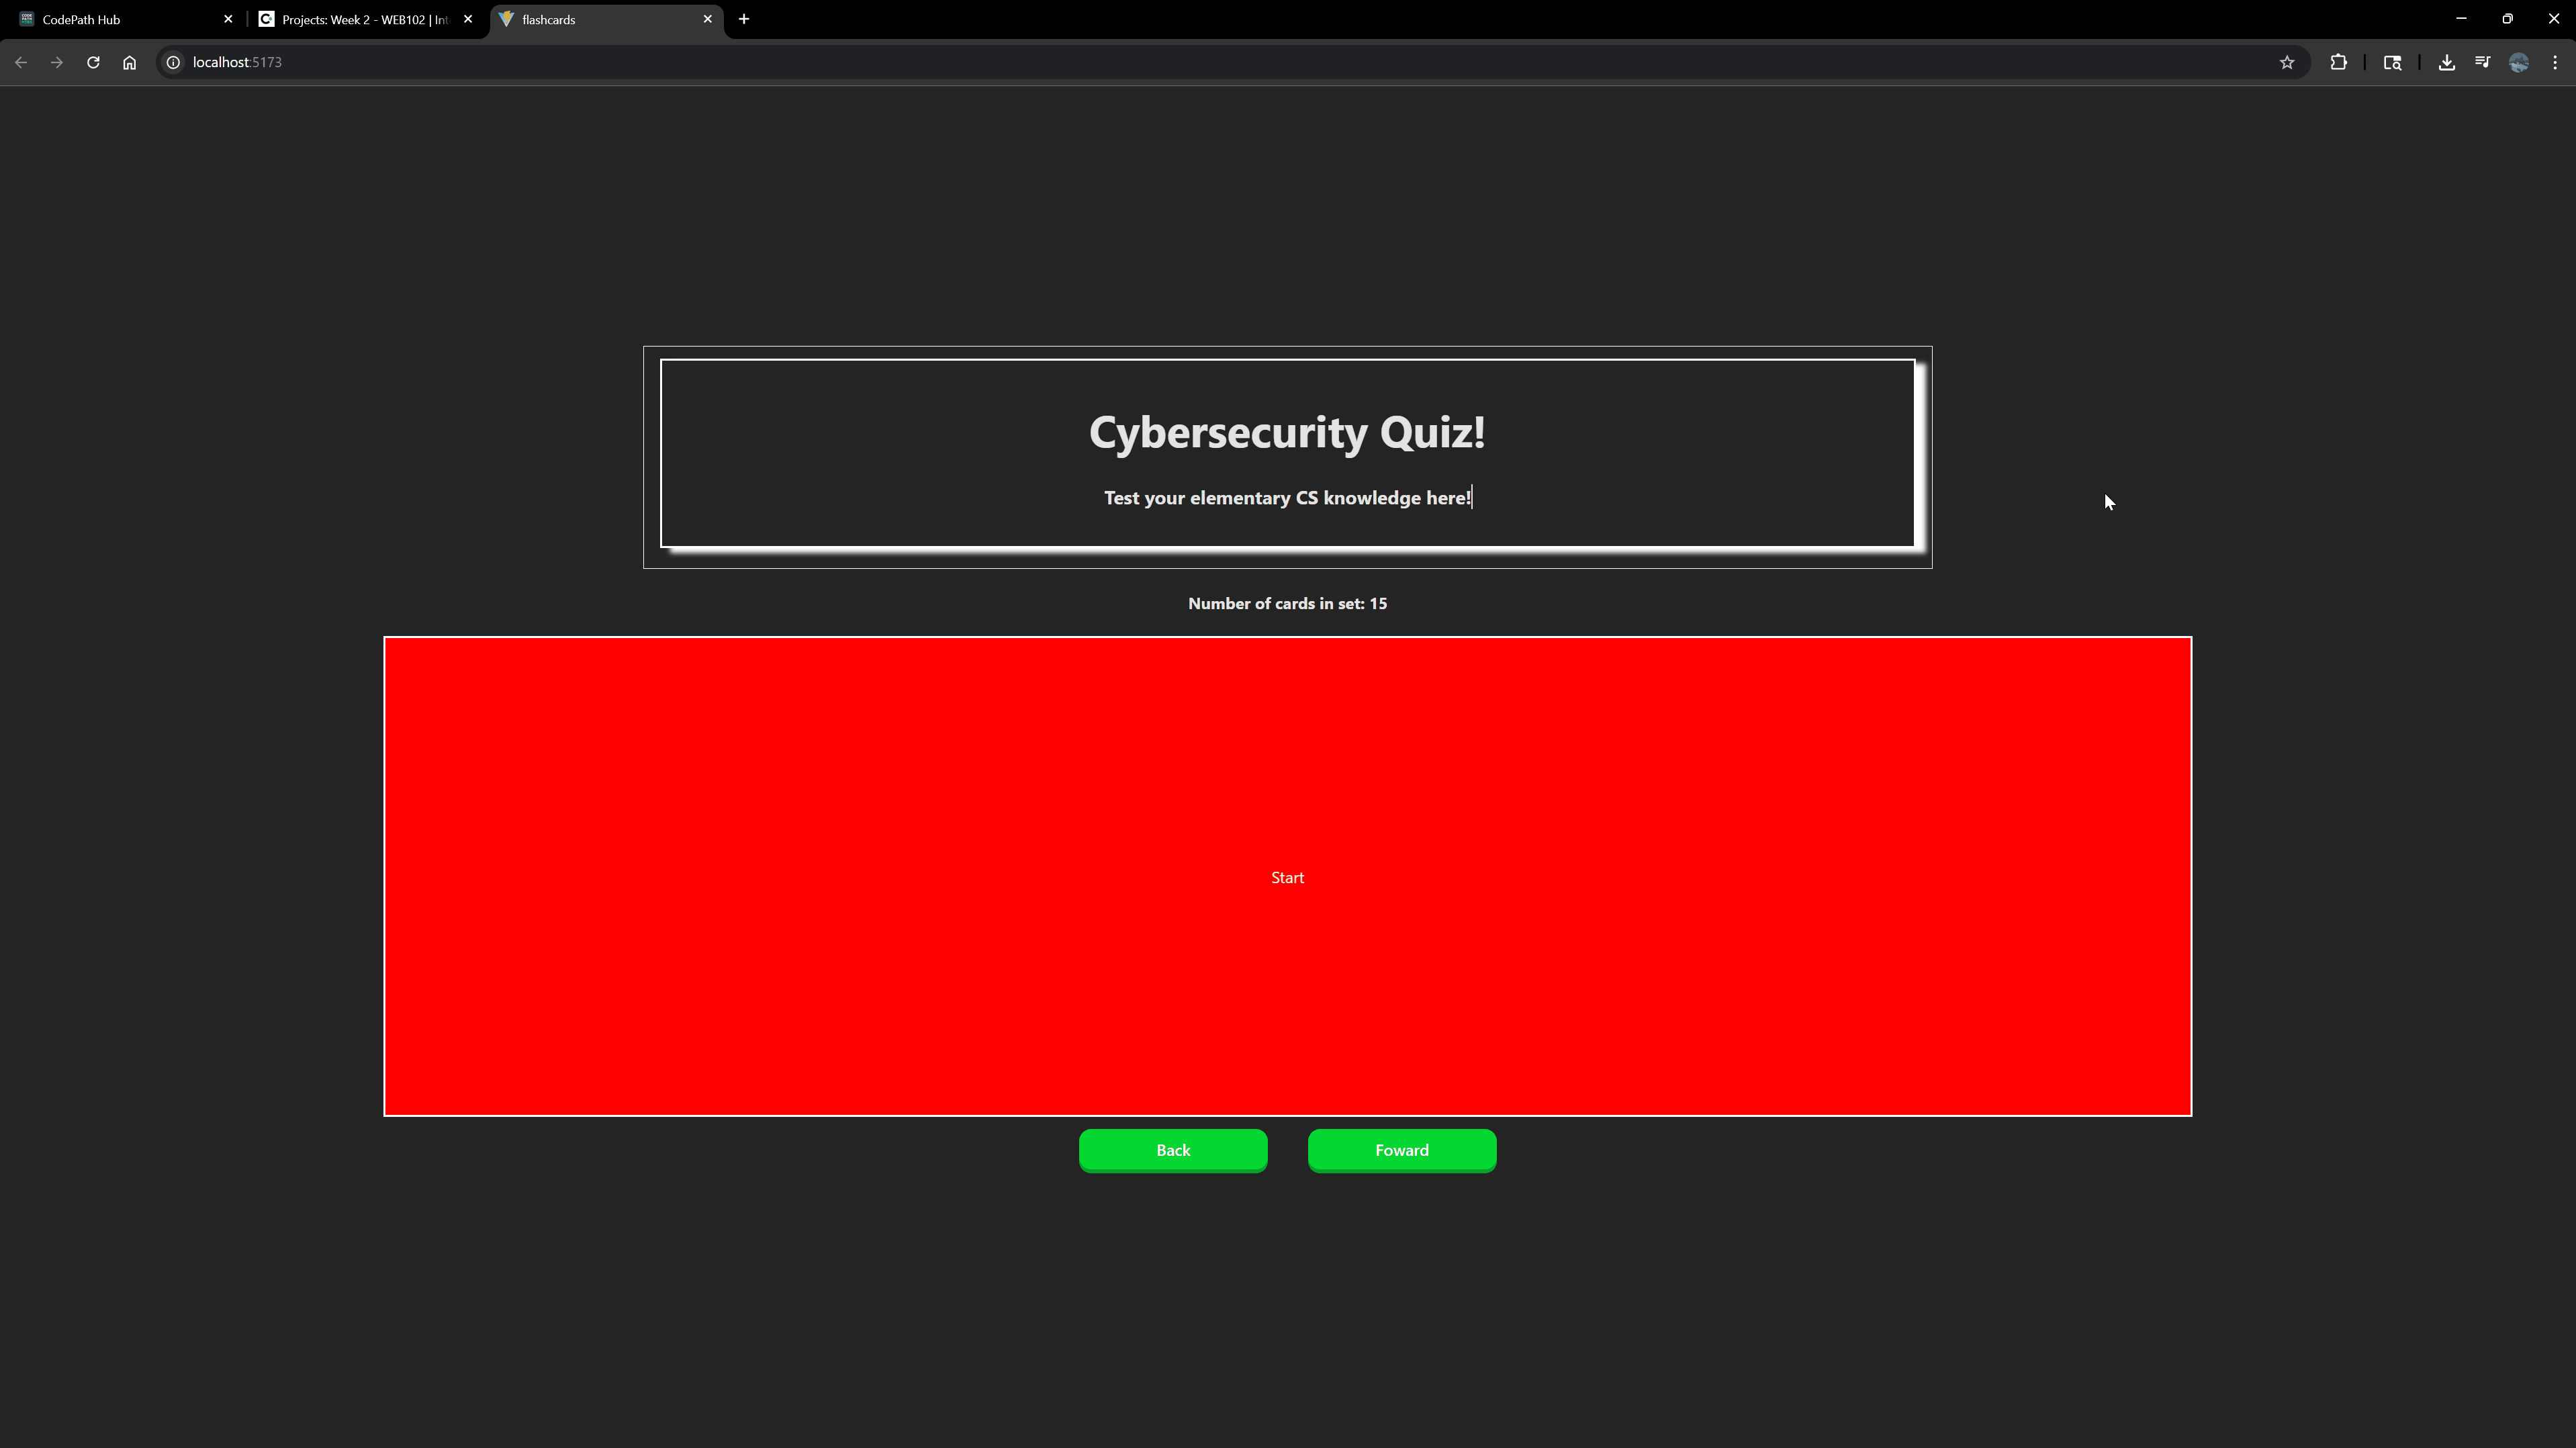 CodePath Hub
Projects: Week 2 - WEB102 | Int
flashcards
localhost:5173
Cybersecurity Quiz!
Test your elementary CS knowledge here!
Number of cards in set: 15
Start
Back
Foward